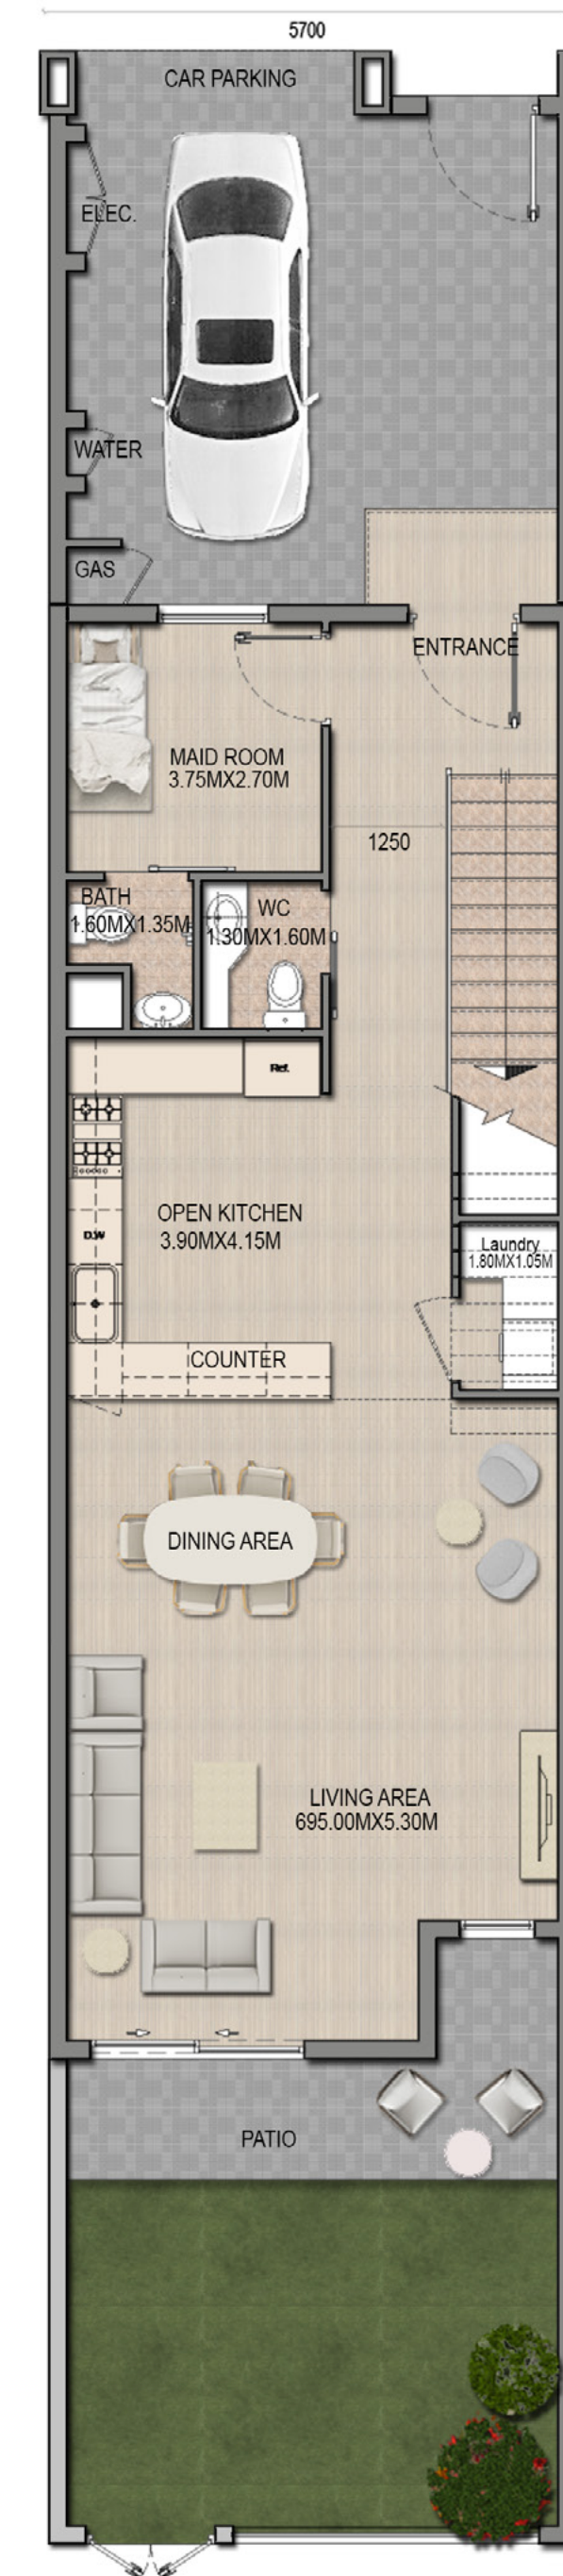 5700
CAR PARKING
ELEC.
WATER
GAS
ENTRANCE
MAID ROOM
3.75MX2.70M
1250
BATH
1.60MX1.35M
WC
1.30MX1.60M
Ref.
OPEN KITCHEN
3.90MX4.15M
D.W
Laundry
1.80MX1.05M
COUNTER
DINING AREA
LIVING AREA
695.00MX5.30M
PATIO